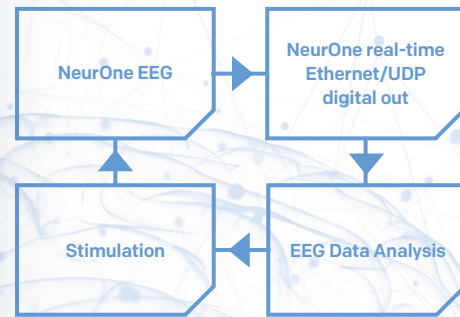 NeurOne EEG
NeurOne real-time
Ethernet/UDP
digital out
Stimulation
EEG Data Analysis